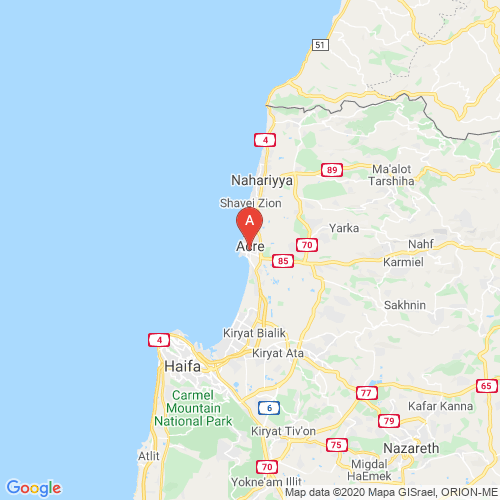 51
4
Nahariyya
89
Ma'alot
Tarshiha
Shavei Zion
A
Acre
Yarka
70
Nahf
85
Karmiel
Sakhnin
4
Kiryat Bialik
Kiryat Ata
Haifa
65
77
Carmel
Mountain
National Park
6
Kafar Kanna
79
Kiryat Tiv'on
75
Nazareth
Atlit
70
Migdal
HaEmek
Yokne'am Illit
Google
Map data ©2020 Mapa GISrael, ORION-ME